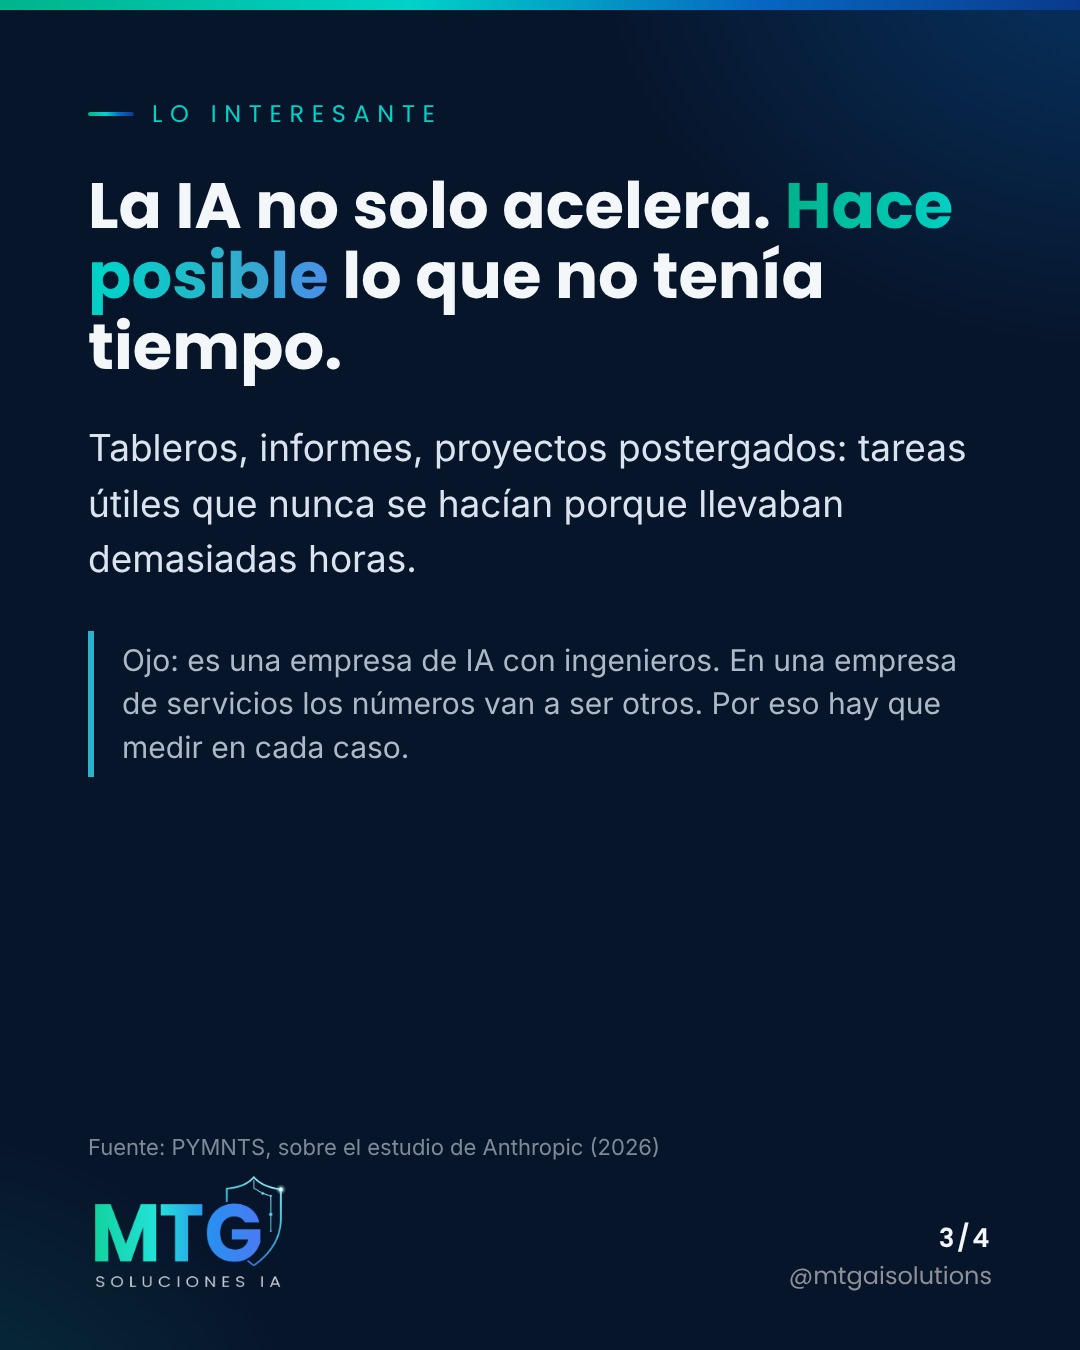 LO INTERESANTE
La IA no solo acelera. Hace
posible lo que no tenía
tiempo.
Tableros, informes, proyectos postergados: tareas
útiles que nunca se hacían porque llevaban
demasiadas horas.
Ojo: es una empresa de IA con ingenieros. En una empresa
de servicios los números van a ser otros. Por eso hay que
medir en cada caso.
Fuente: PYMNTS, sobre el estudio de Anthropic (2026)
MTG
SOLUCIONES IA
3/4
@mtgaisolutions